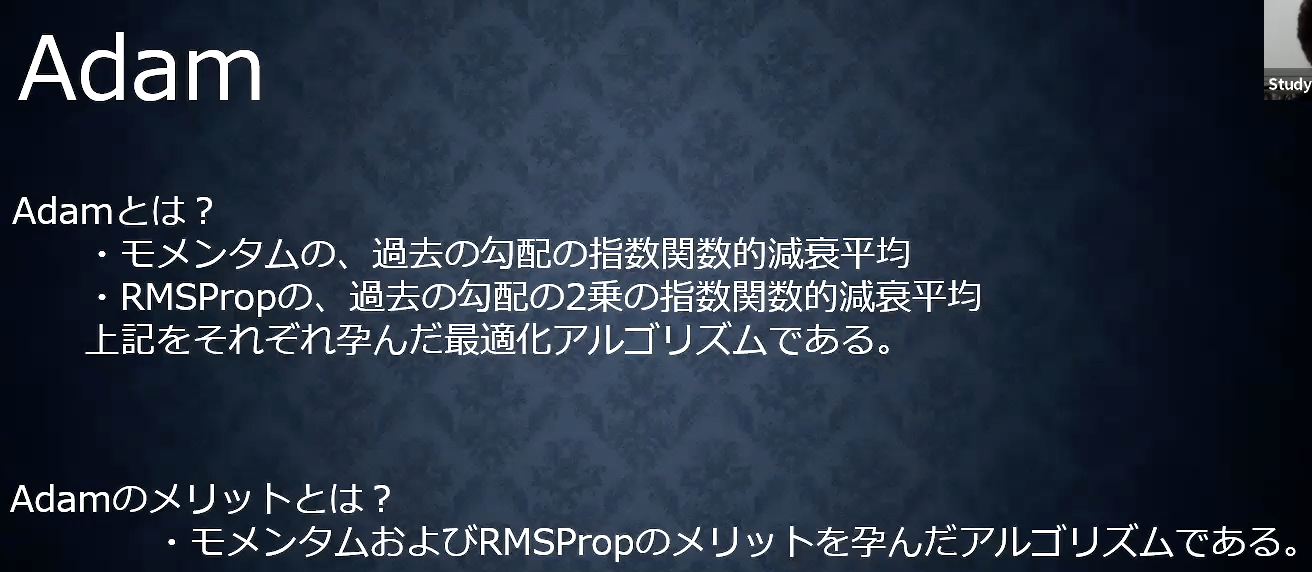 Adam
Study
Adamとは？
・モメンタムの、過去の勾配の指数関数的減衰平均
・RMSPropの、過去の勾配の2乗の指数関数的減衰平均
上記をそれぞれ孕んだ最適化アルゴリズムである。
Adamのメリットとは？
・モメンタムおよびRMSPropのメリットを孕んだアルゴリズムである。